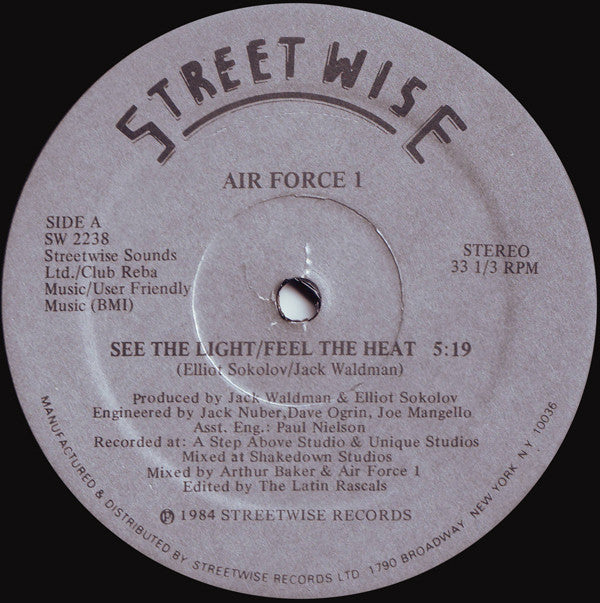 STREETWISE
AIR FORCE 1
SIDE A
SW 2238
Streetwise Sounds
Ltd./Club Reba
Music/User Friendly
Music (BMI)
STEREO
33 1/3 RPM
SEE THE LIGHT/FEEL THE HEAT 5:19
(Elliot Sokolov/Jack Waldman)
Produced by Jack Waldman & Elliot Sokolov
Engineered by Jack Nuber,Dave Ogrin, Joe Mangello
Asst. Eng.: Paul Nielson
Recorded at: A Step Above Studio & Unique Studios
Mixed at Shakedown Studios
Mixed by Arthur Baker & Air Force 1
Edited by The Latin Rascals
℗ 1984 STREETWISE RECORDS
MANUFACTURED & DISTRIBUTED BY STREETWISE RECORDS LTD. 1790 BROADWAY, NEW YORK, N.Y. 10036